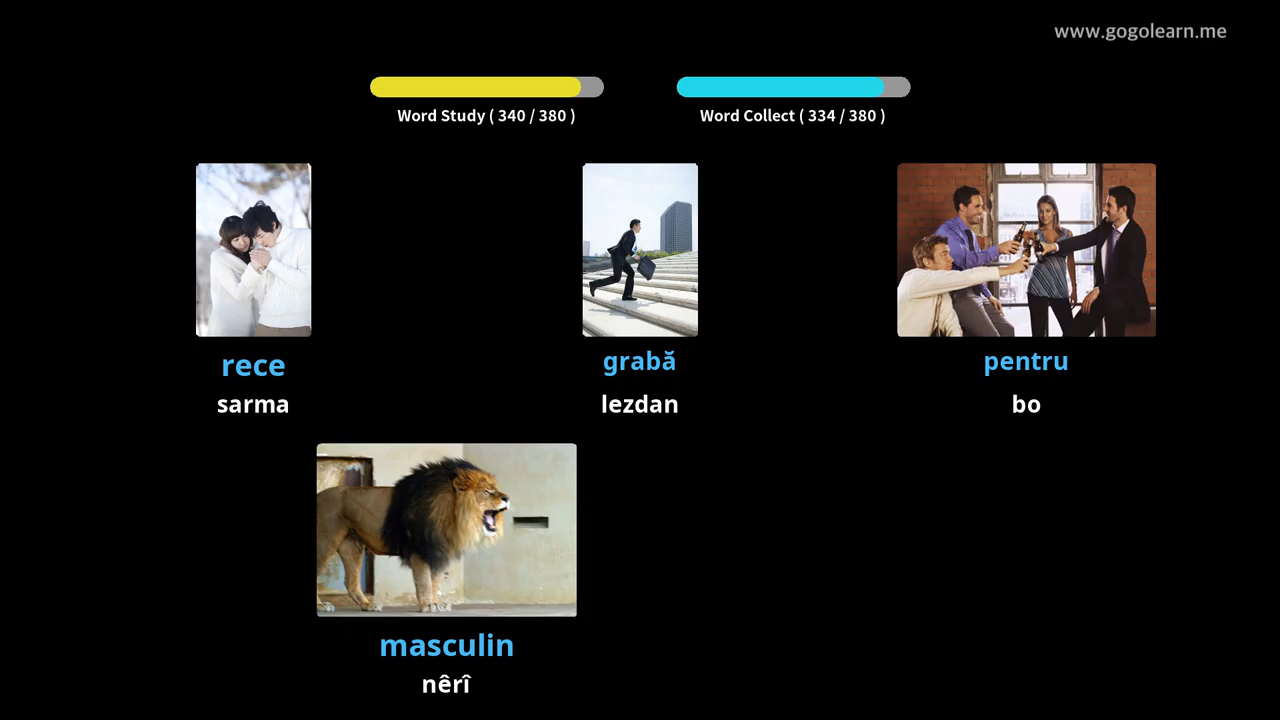 www.gogolearn.me
Word Study ( 340 / 380 )
Word Collect ( 334 / 380 )
rece
sarma
grabă
lezdan
pentru
bo
masculin
nêrî